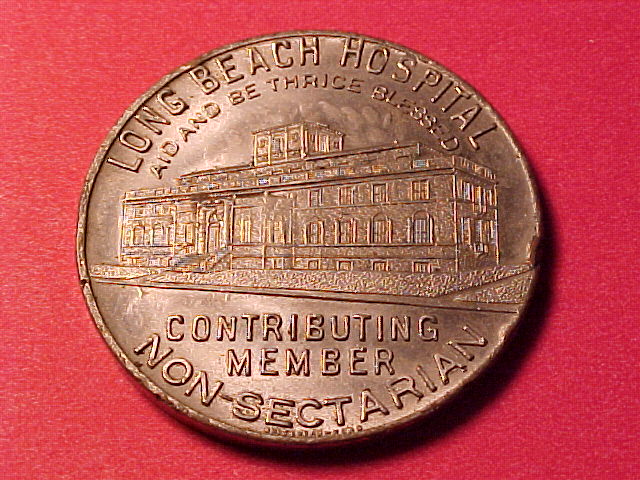 LONG BEACH HOSPITAL
AID AND BE THRICE BLESSED
CONTRIBUTING
MEMBER
NON-SECTARIAN